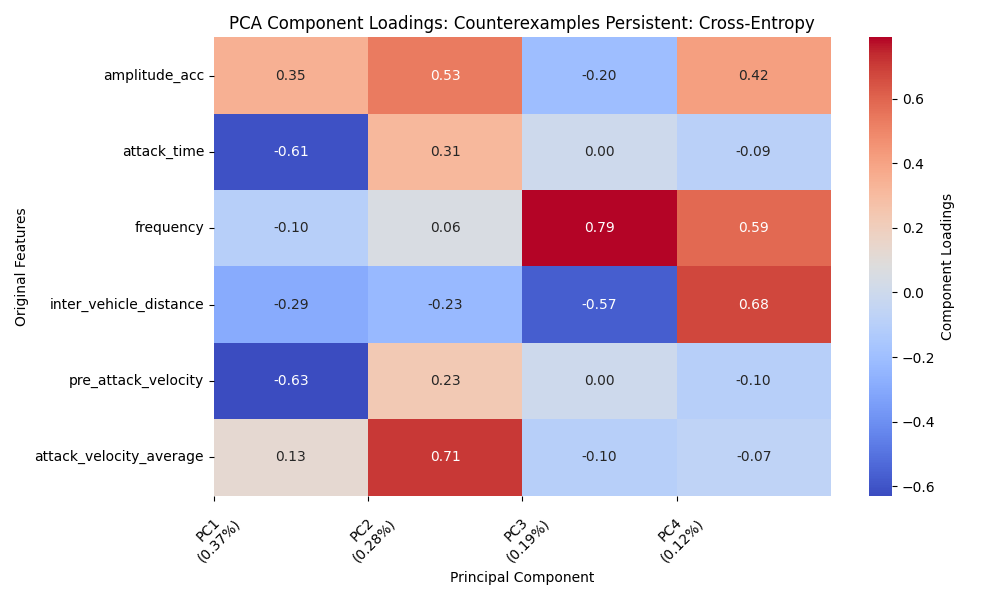 PCA Component Loadings: Counterexamples Persistent: Cross-Entropy
Original Features
amplitude_acc 0.35 0.53 -0.20 0.42
attack_time -0.61 0.31 0.00 -0.09
frequency -0.10 0.06 0.79 0.59
inter_vehicle_distance -0.29 -0.23 -0.57 0.68
pre_attack_velocity -0.63 0.23 0.00 -0.10
attack_velocity_average 0.13 0.71 -0.10 -0.07
PC1
(0.37%)
PC2
(0.28%)
PC3
(0.19%)
PC4
(0.12%)
Principal Component
0.6
0.4
0.2
0.0
−0.2
−0.4
−0.6
Component Loadings